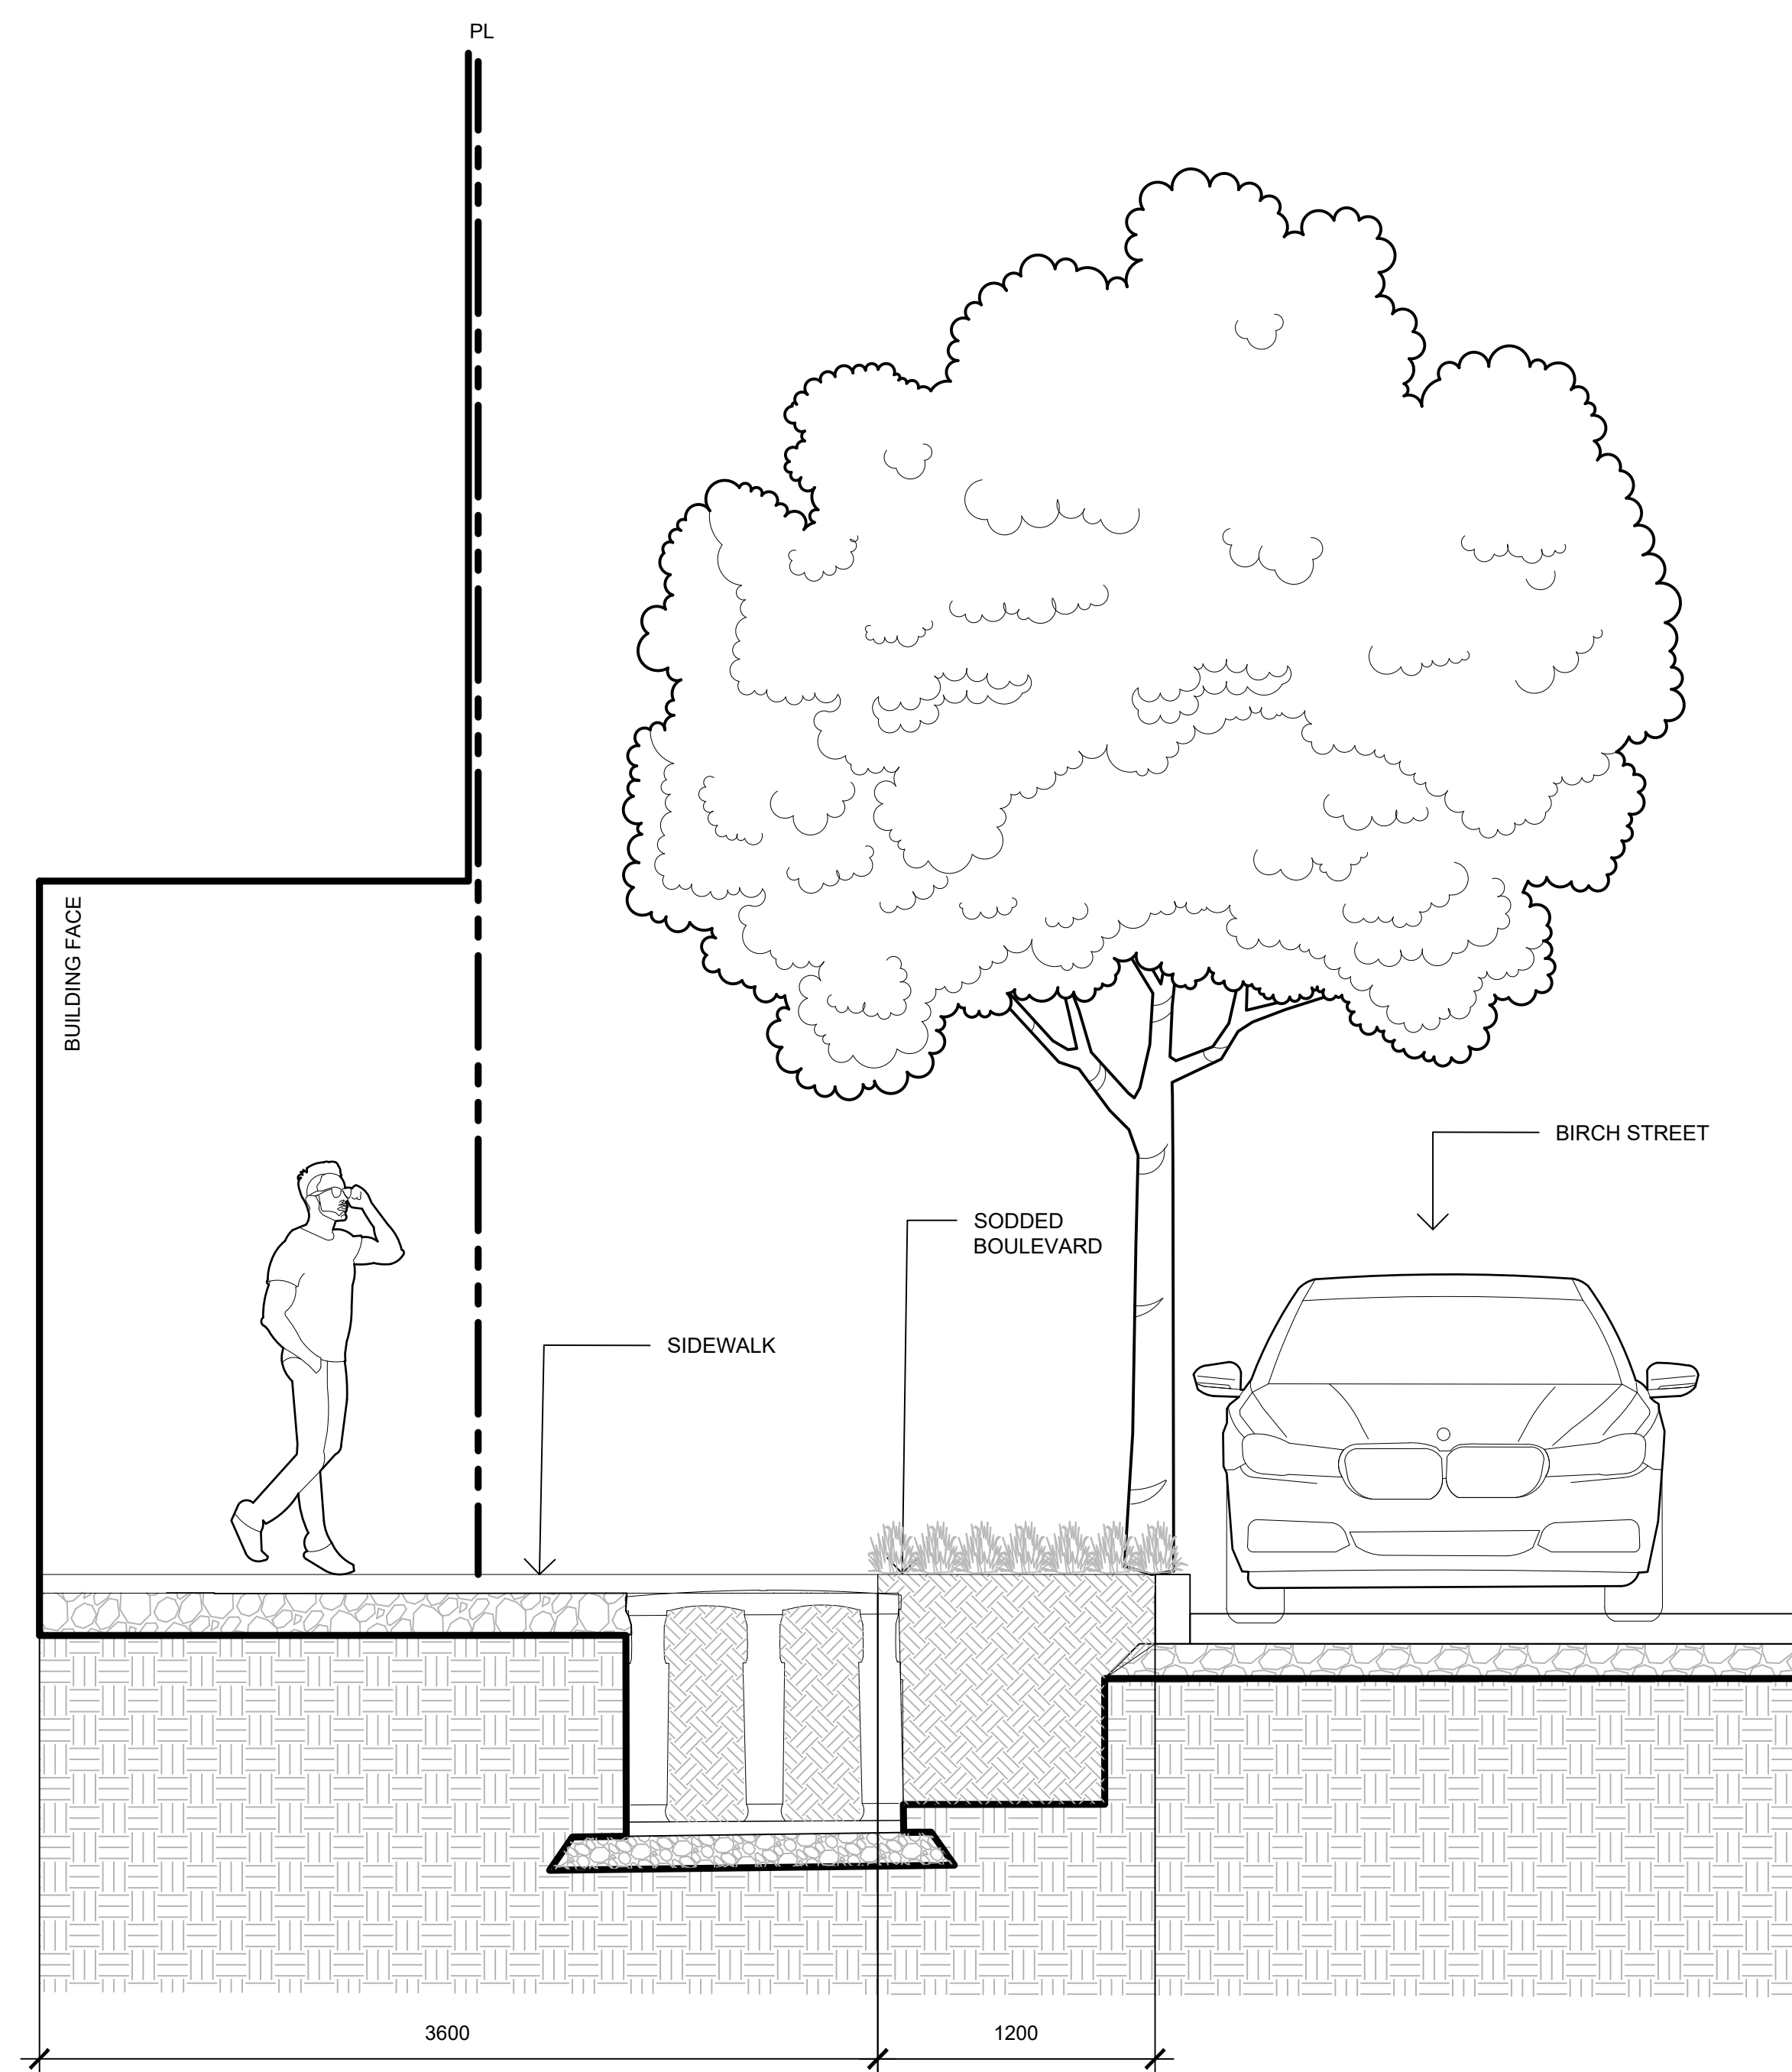 PL
BUILDING FACE
BIRCH STREET
SODDED
BOULEVARD
SIDEWALK
3600
1200